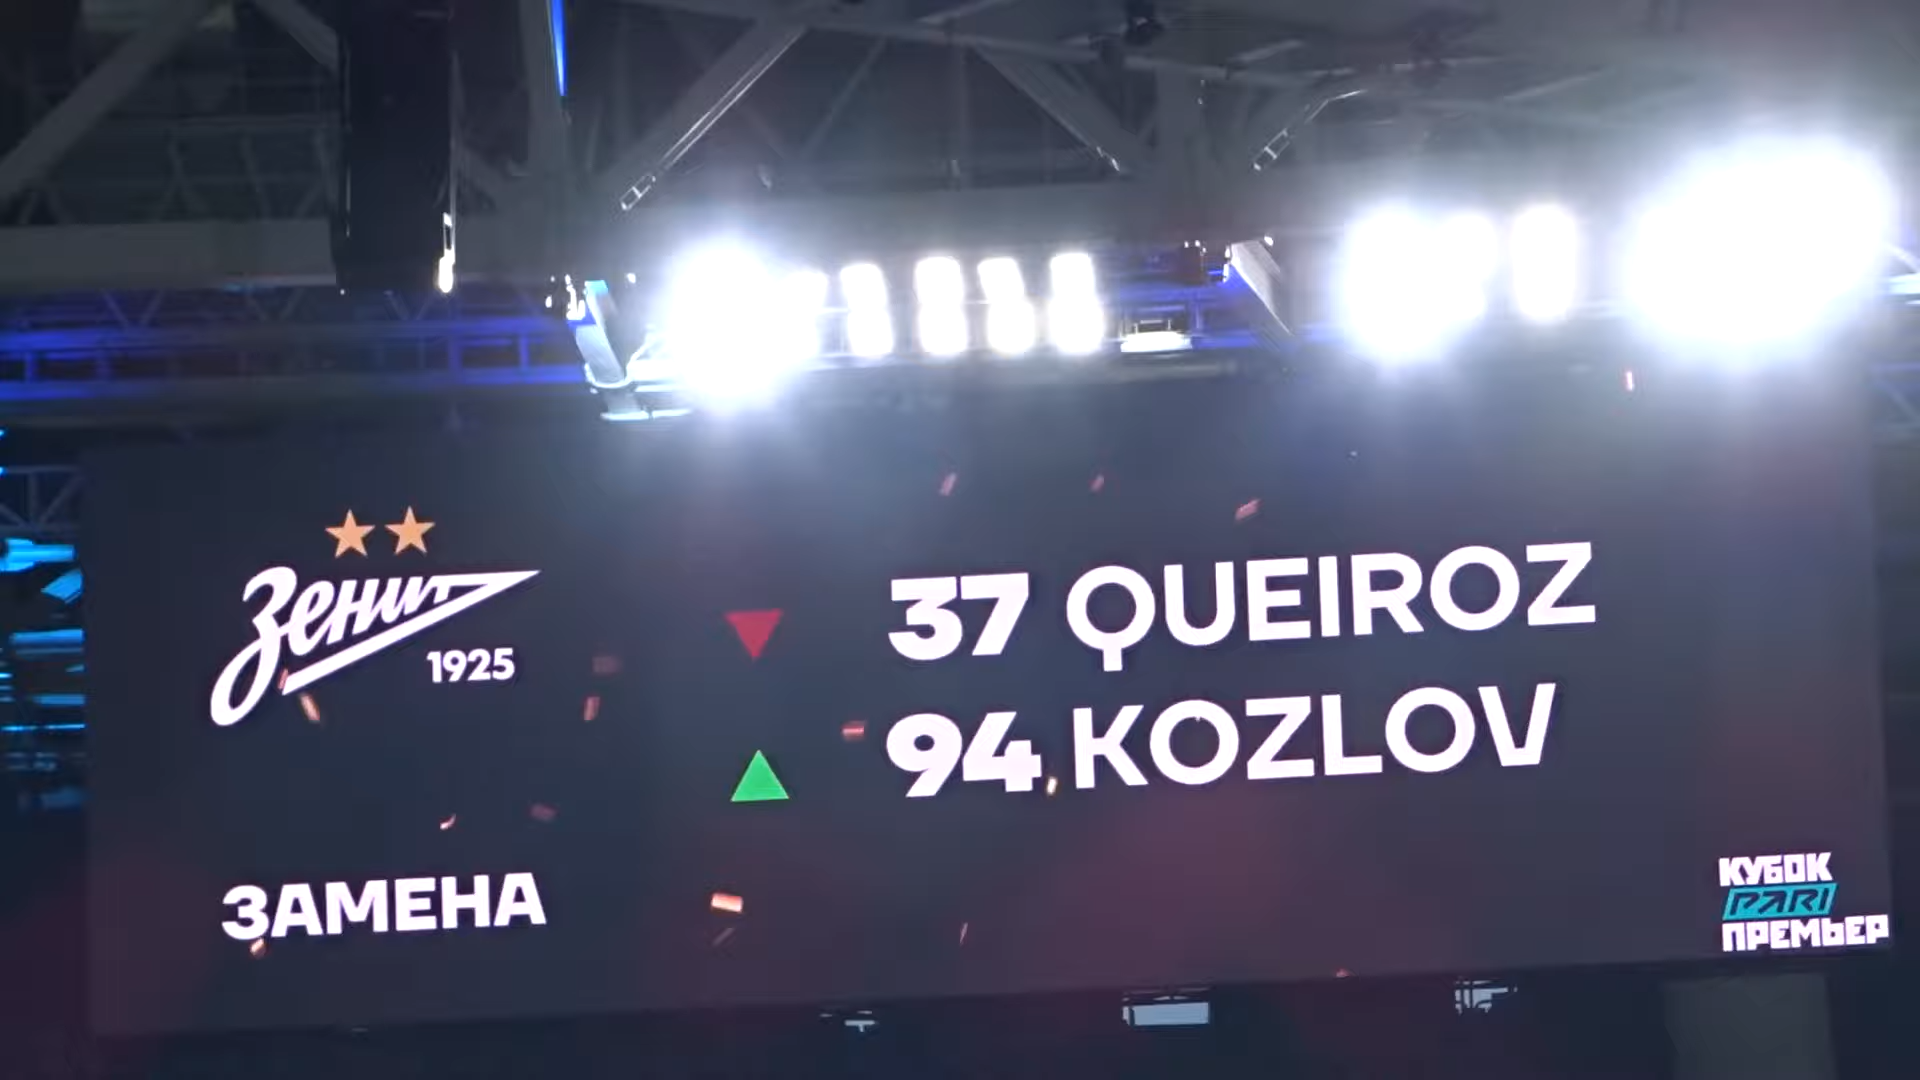 Зенит
1925
37 QUEIROZ
94 KOZLOV
ЗАМЕНА
КУБОК
PARI
ПРЕМЬЕР